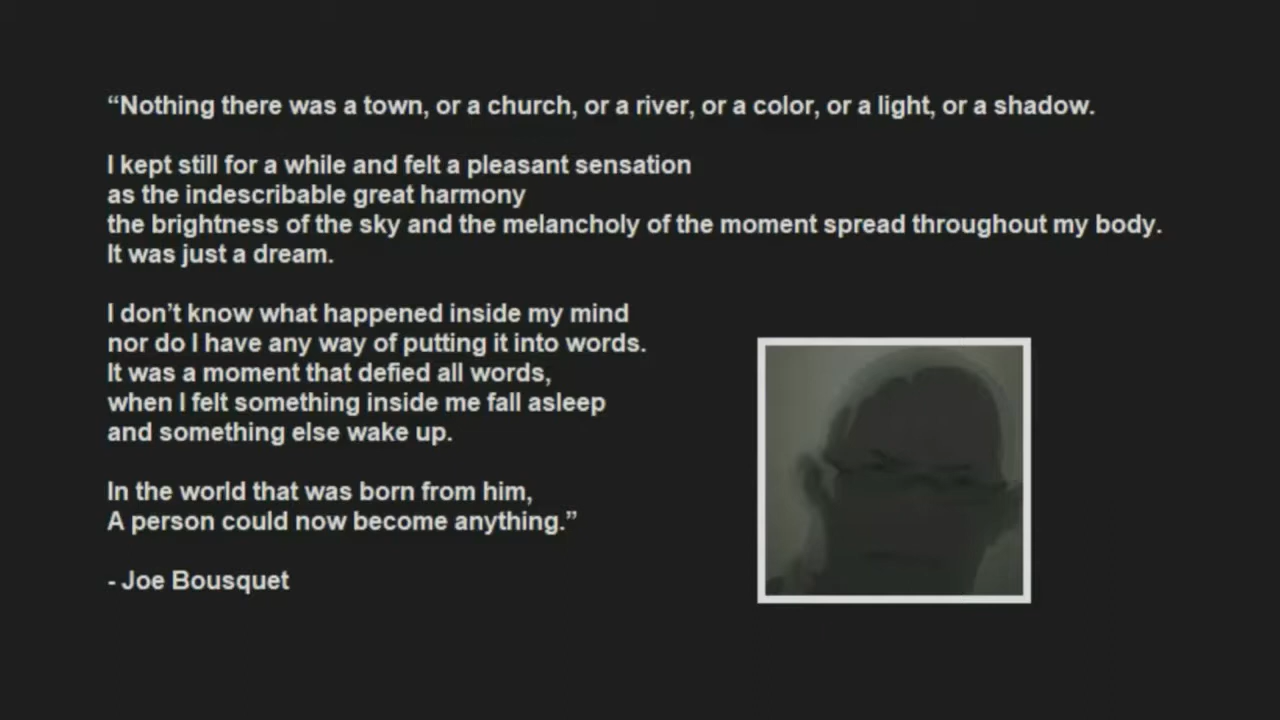 “Nothing there was a town, or a church, or a river, or a color, or a light, or a shadow.
I kept still for a while and felt a pleasant sensation
as the indescribable great harmony
the brightness of the sky and the melancholy of the moment spread throughout my body.
It was just a dream.
I don’t know what happened inside my mind
nor do I have any way of putting it into words.
It was a moment that defied all words,
when I felt something inside me fall asleep
and something else wake up.
In the world that was born from him,
A person could now become anything.”
- Joe Bousquet